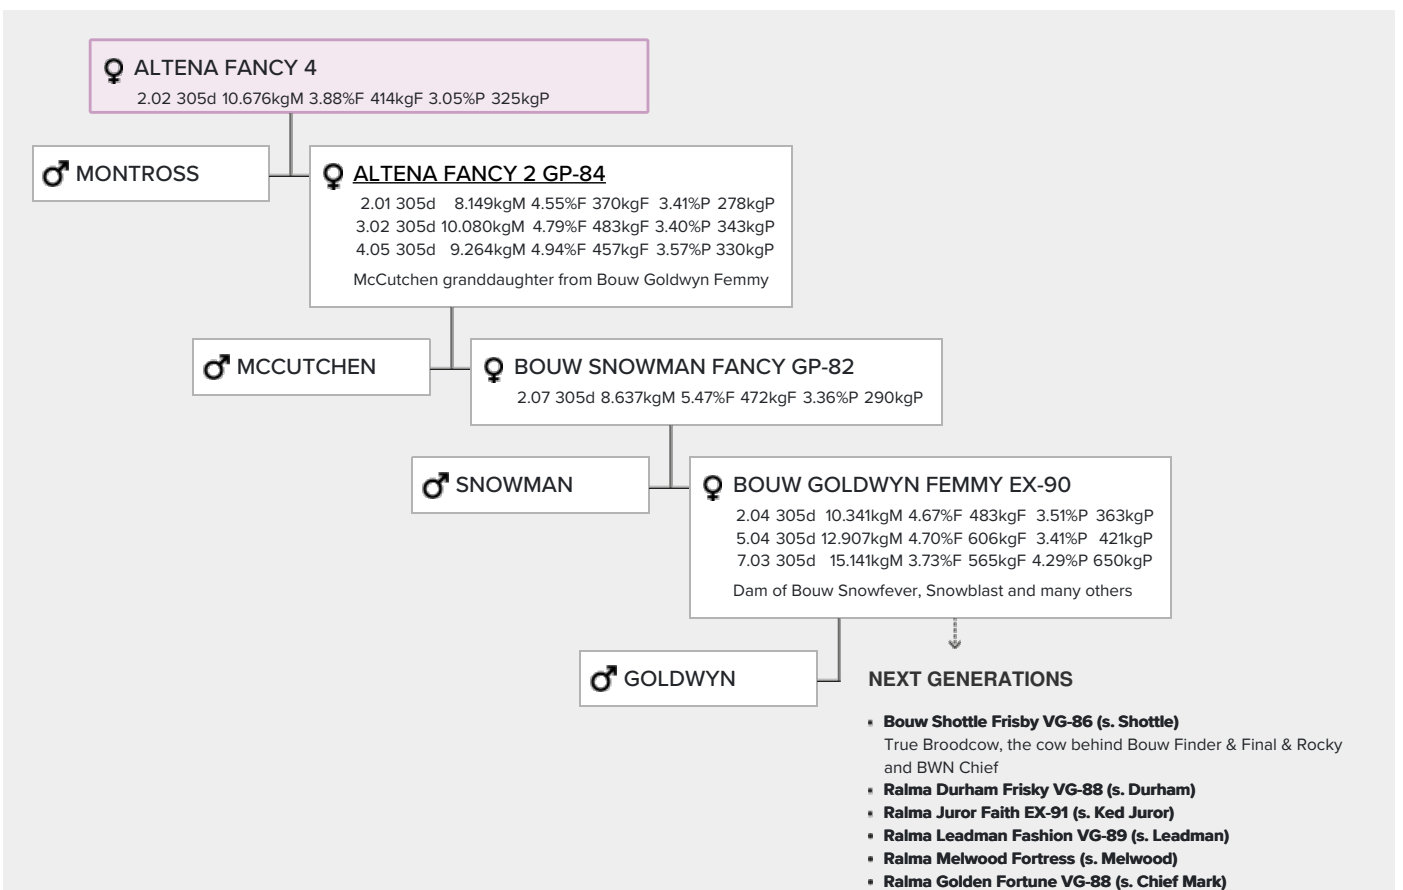 ALTENA FANCY 4
2.02 305d 10.676kgM 3.88%F 414kgF 3.05%P 325kgP
MONTROSS
ALTENA FANCY 2 GP-84
2.01 305d 8.149kgM 4.55%F 370kgF 3.41%P 278kgP
3.02 305d 10.080kgM 4.79%F 483kgF 3.40%P 343kgP
4.05 305d 9.264kgM 4.94%F 457kgF 3.57%P 330kgP
McCutchen granddaughter from Bouw Goldwyn Femmy
MCCUTCHEN
BOUW SNOWMAN FANCY GP-82
2.07 305d 8.637kgM 5.47%F 472kgF 3.36%P 290kgP
SNOWMAN
BOUW GOLDWYN FEMMY EX-90
2.04 305d 10.341kgM 4.67%F 483kgF 3.51%P 363kgP
5.04 305d 12.907kgM 4.70%F 606kgF 3.41%P 421kgP
7.03 305d 15.141kgM 3.73%F 565kgF 4.29%P 650kgP
Dam of Bouw Snowfever, Snowblast and many others
GOLDWYN
NEXT GENERATIONS
• Bouw Shottle Frisby VG-86 (s. Shottle)
True Broodcow, the cow behind Bouw Finder & Final & Rocky
and BWN Chief
• Ralma Durham Frisky VG-88 (s. Durham)
• Ralma Juror Faith EX-91 (s. Ked Juror)
• Ralma Leadman Fashion VG-89 (s. Leadman)
• Ralma Melwood Fortress (s. Melwood)
• Ralma Golden Fortune VG-88 (s. Chief Mark)